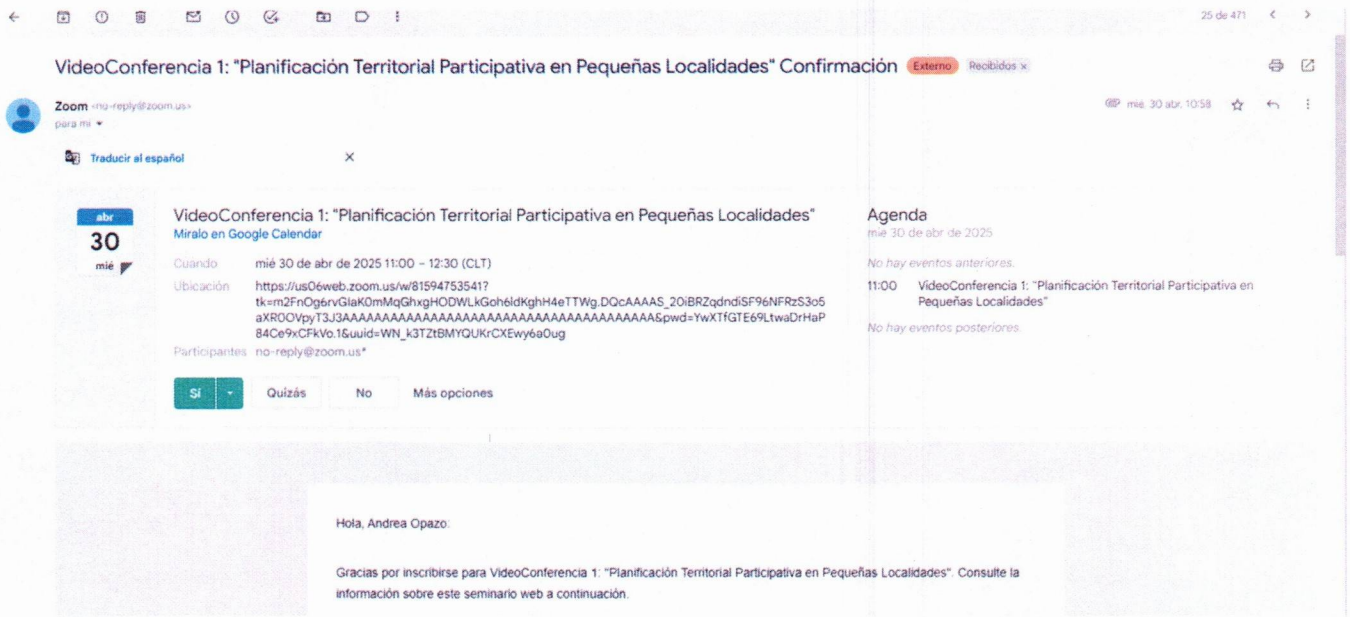 25 de 471
VideoConferencia 1: "Planificación Territorial Participativa en Pequeñas Localidades" Confirmación Externo Recibidos x
Zoom <no-reply@zoom.us>
para mí
mié, 30 abr, 10:58
Traducir al español ×
abr
30
mié
VideoConferencia 1: "Planificación Territorial Participativa en Pequeñas Localidades"
Miralo en Google Calendar
Cuándo mié 30 de abr de 2025 11:00 – 12:30 (CLT)
Ubicación https://us06web.zoom.us/w/81594753541?
tk=m2FnOg6rvGIaK0mMqGhxgHODWLkGoh6IdKghH4eTTWg.DQcAAAAS_20iBRZqdndiSF96NFRzS3o5
aXR0OVpyT3J3AAAAAAAAAAAAAAAAAAAAAAAAAAAAAAAAAAAAAAAA&pwd=YwXTfGTE69LtwaDrHaP
84Ce9xCFkVo.1&uuid=WN_k3TZtBMYQUKrCXEwy6aOug
Participantes no-reply@zoom.us*
Sí Quizás No Más opciones
Agenda
mié 30 de abr de 2025
No hay eventos anteriores.
11:00 VideoConferencia 1: "Planificación Territorial Participativa en
Pequeñas Localidades"
No hay eventos posteriores.
Hola, Andrea Opazo:
Gracias por inscribirse para VideoConferencia 1: "Planificación Territorial Participativa en Pequeñas Localidades". Consulte la
información sobre este seminario web a continuación.